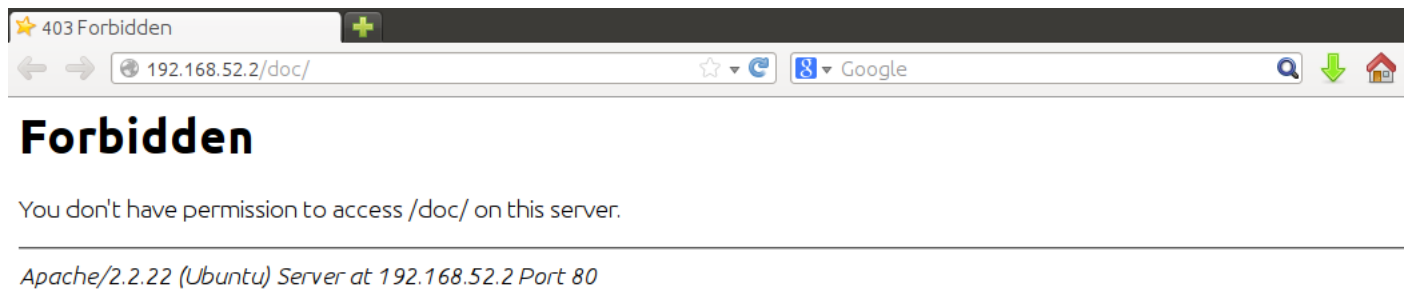 403 Forbidden
192.168.52.2/doc/
8 Google
Forbidden
You don't have permission to access /doc/ on this server.
Apache/2.2.22 (Ubuntu) Server at 192.168.52.2 Port 80